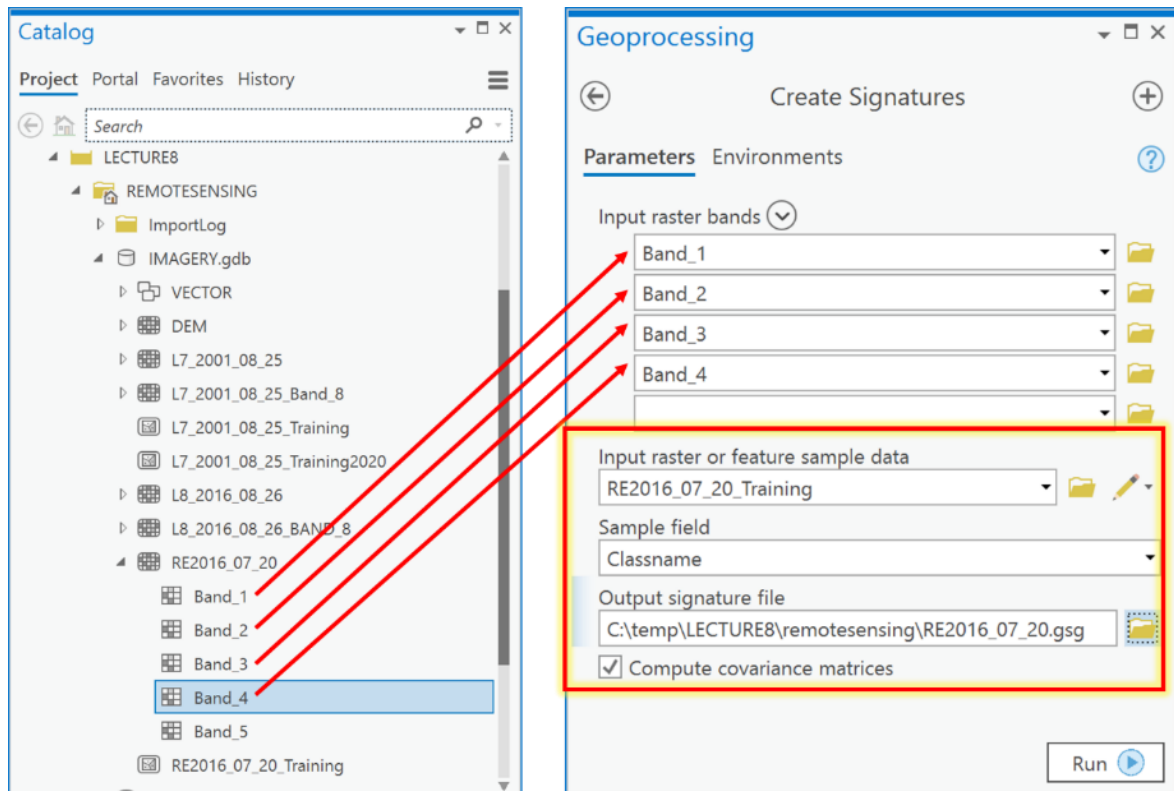 Catalog
Project Portal Favorites History
Search
LECTURE8
REMOTESENSING
ImportLog
IMAGERY.gdb
VECTOR
DEM
L7_2001_08_25
L7_2001_08_25_Band_8
L7_2001_08_25_Training
L7_2001_08_25_Training2020
L8_2016_08_26
L8_2016_08_26_BAND_8
RE2016_07_20
Band_1
Band_2
Band_3
Band_4
Band_5
RE2016_07_20_Training
Geoprocessing
Create Signatures
Parameters Environments
Input raster bands
Band_1
Band_2
Band_3
Band_4
Input raster or feature sample data
RE2016_07_20_Training
Sample field
Classname
Output signature file
C:\temp\LECTURE8\remotesensing\RE2016_07_20.gsg
Compute covariance matrices
Run